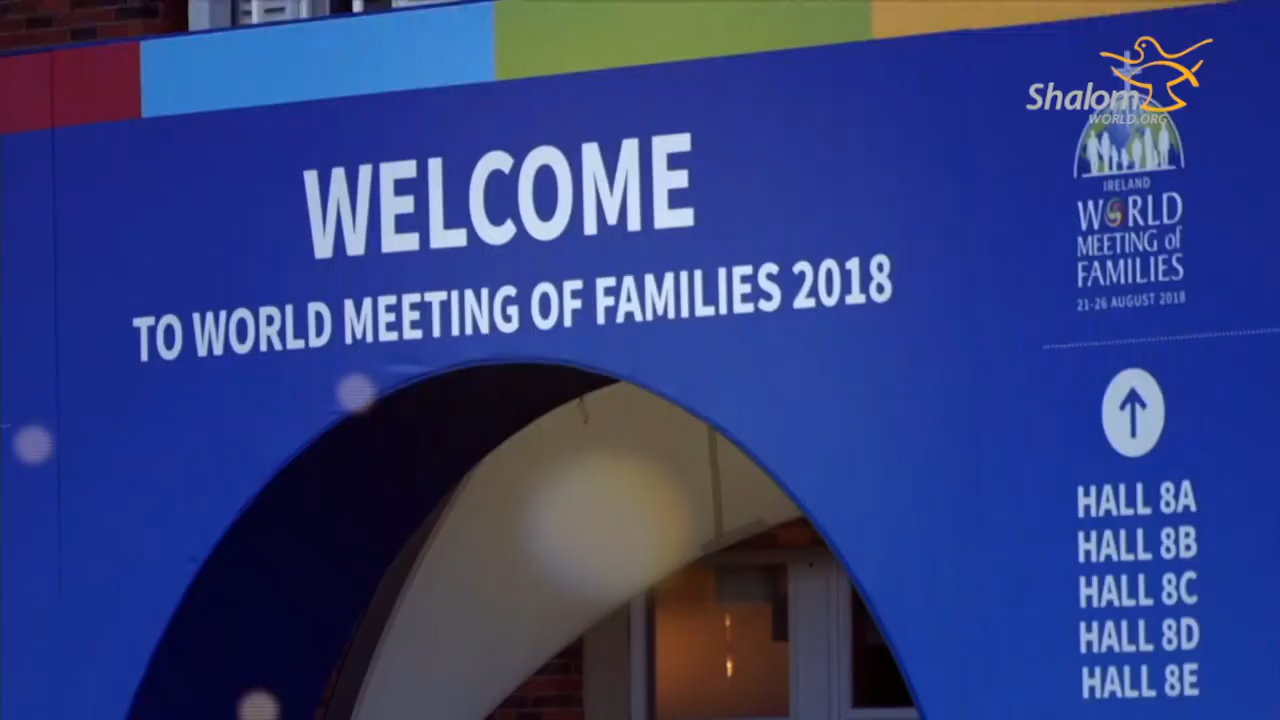 Shalom
WORLD.ORG
WELCOME
TO WORLD MEETING OF FAMILIES 2018
IRELAND
WORLD
MEETING of
FAMILIES
21-26 AUGUST 2018
HALL 8A
HALL 8B
HALL 8C
HALL 8D
HALL 8E